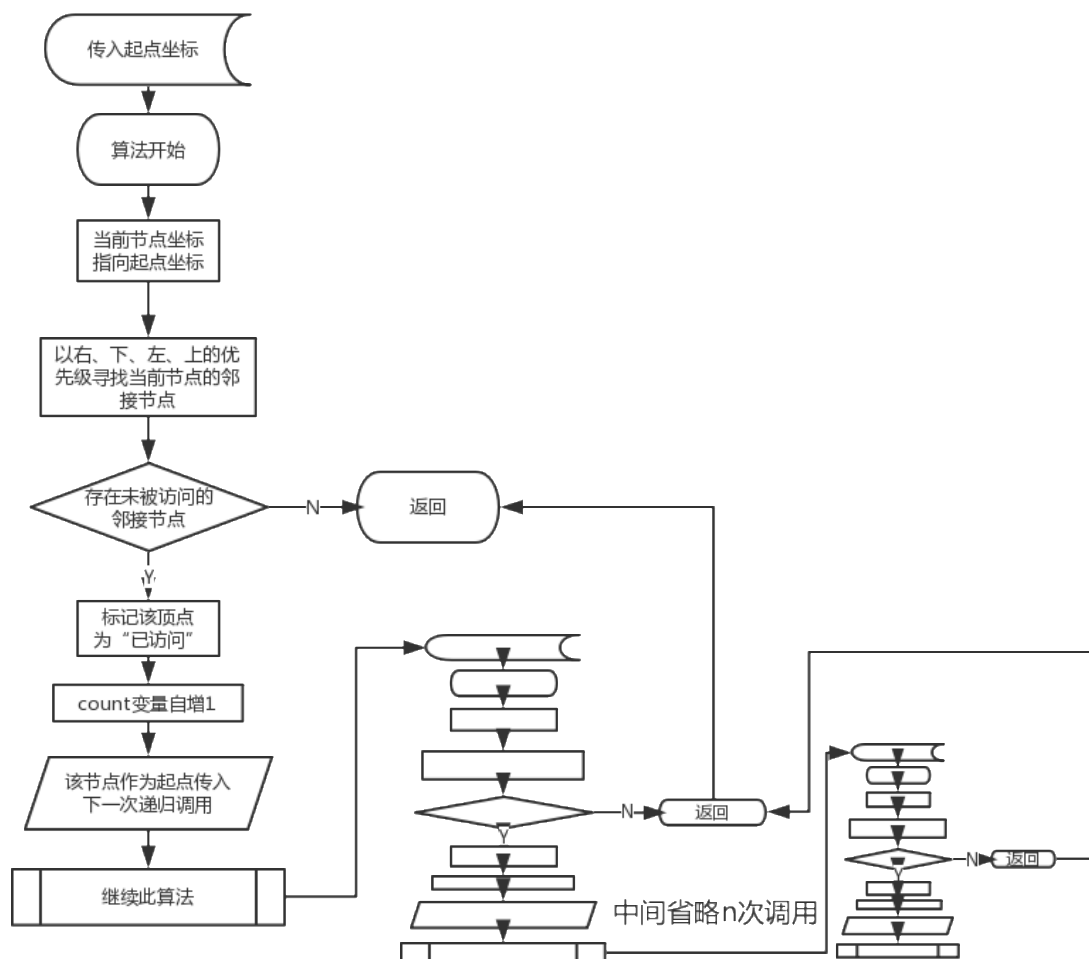 传入起点坐标
算法开始
当前节点坐标
指向起点坐标
以右、下、左、上的优
先级寻找当前节点的邻
接节点
存在未被访问的
邻接节点
N
返回
Y
标记该顶点
为“已访问”
count变量自增1
该节点作为起点传入
下一次递归调用
继续此算法
N
返回
Y
中间省略n次调用
N
返回
Y